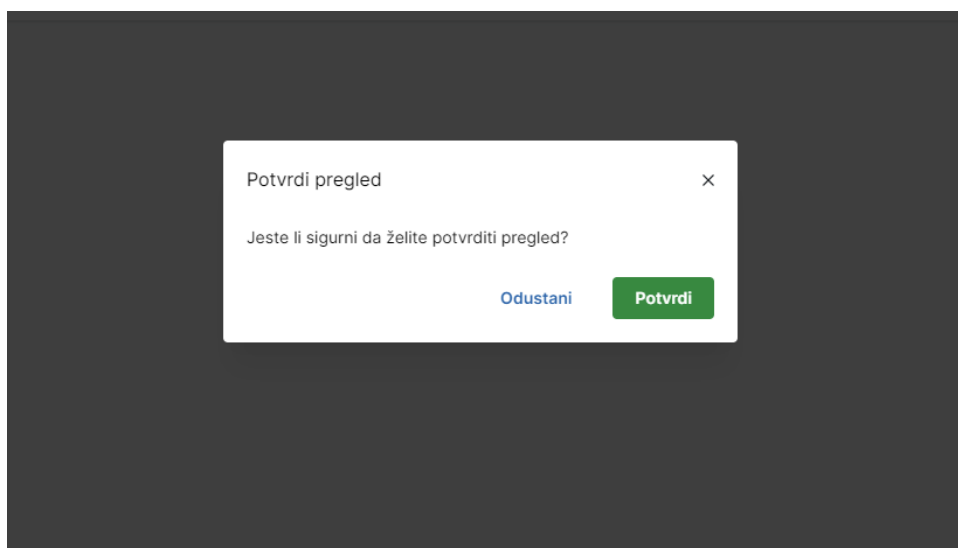 Potvrdi pregled
Jeste li sigurni da želite potvrditi pregled?
Odustani
Potvrdi